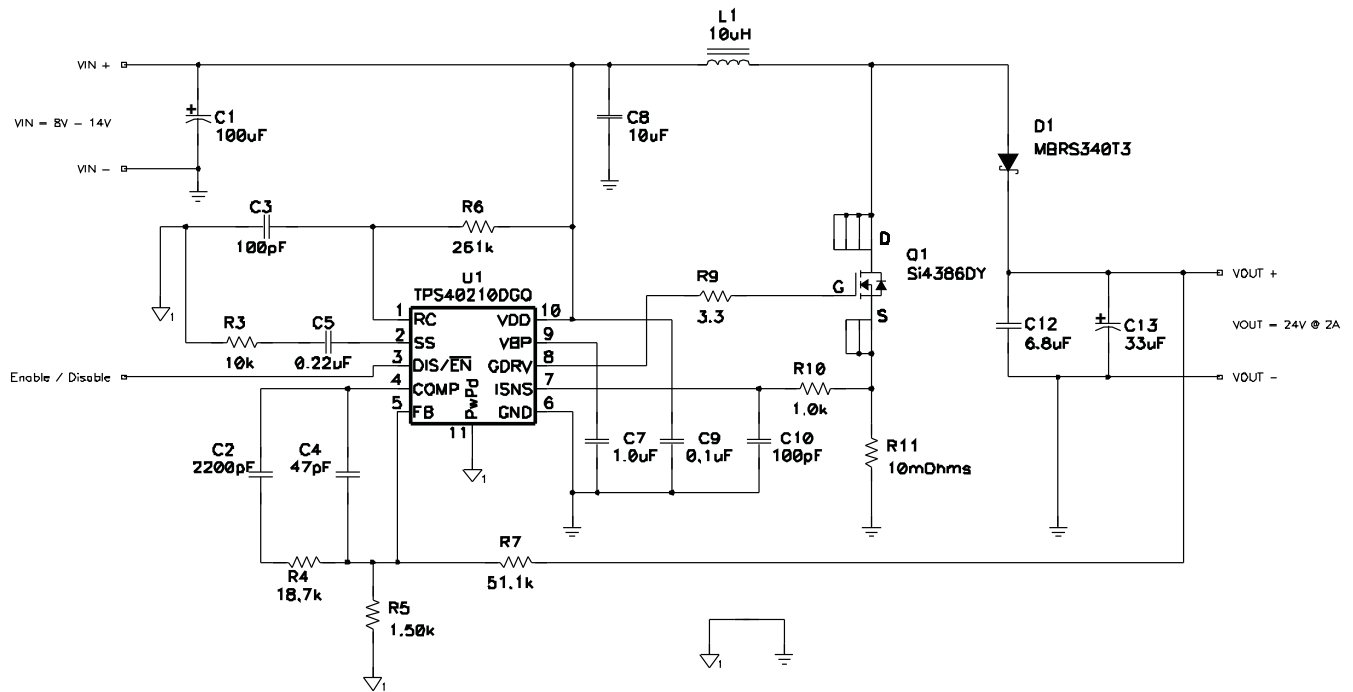 L1
10uH
VIN +
C1
100uF
VIN = 8V - 14V
C8
10uF
D1
MBRS340T3
VIN -
C3
100pF
R6
261k
D
Q1
Si4386DY
U1
TPS40210DGQ
R9
3.3
G
S
VOUT +
1
R3
10k
C5
0.22uF
1 RC
2 SS
3 DIS/EN
4 COMP
5 FB
VDD 10
VBP 9
GDRV 8
ISNS 7
GND 6
PwPd
11
1
C12
6.8uF
C13
33uF
VOUT = 24V @ 2A
Enable / Disable
VOUT -
R10
1.0k
C2
2200pF
C4
47pF
C7
1.0uF
C9
0.1uF
C10
100pF
R11
10mOhms
R7
51.1k
R4
18.7k
R5
1.50k
1
1